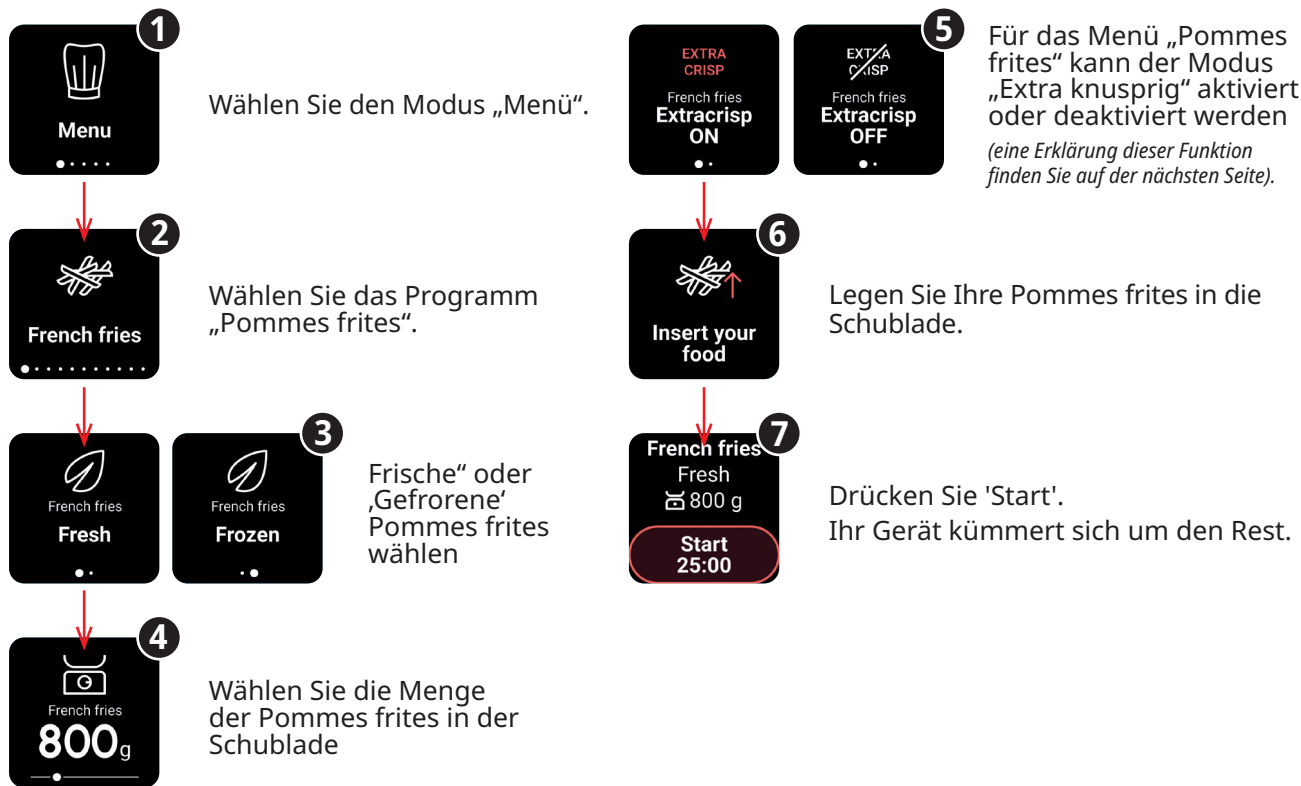 1
Menu
Wählen Sie den Modus „Menü“.
2
French fries
Wählen Sie das Programm
„Pommes frites“.
French fries
Fresh
3
French fries
Frozen
Frische“ oder
‚Gefrorene‘
Pommes frites
wählen
4
French fries
800g
Wählen Sie die Menge
der Pommes frites in der
Schublade
EXTRA
CRISP
French fries
Extracrisp
ON
5
EXTRA
CRISP
French fries
Extracrisp
OFF
Für das Menü „Pommes
frites“ kann der Modus
„Extra knusprig“ aktiviert
oder deaktiviert werden
(eine Erklärung dieser Funktion
finden Sie auf der nächsten Seite).
6
Insert your
food
Legen Sie Ihre Pommes frites in die
Schublade.
7
French fries
Fresh
800 g
Start
25:00
Drücken Sie 'Start'.
Ihr Gerät kümmert sich um den Rest.